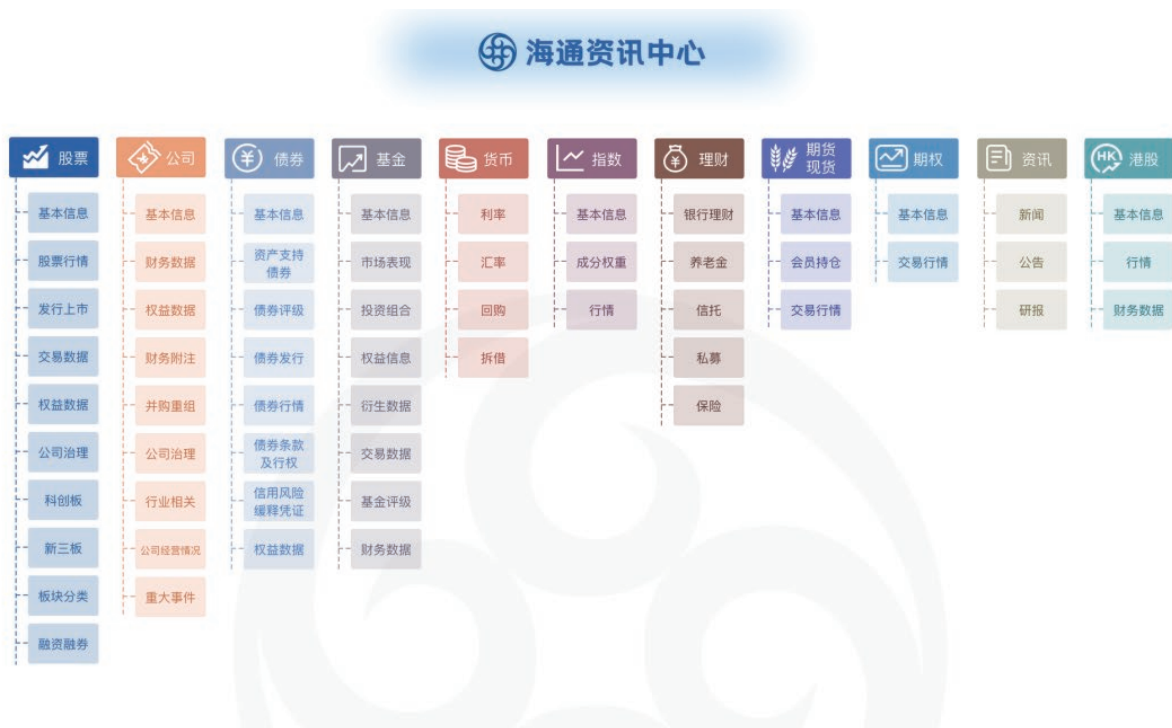 海通资讯中心
股票
基本信息
股票行情
发行上市
交易数据
权益数据
公司治理
科创板
新三板
板块分类
融资融券
公司
基本信息
财务数据
权益数据
财务附注
并购重组
公司治理
行业相关
公司经营情况
重大事件
债券
基本信息
资产支持
债券
债券评级
债券发行
债券行情
债券条款
及行权
信用风险
缓释凭证
权益数据
基金
基本信息
市场表现
投资组合
权益信息
衍生数据
交易数据
基金评级
财务数据
货币
利率
汇率
回购
拆借
指数
基本信息
成分权重
行情
理财
银行理财
养老金
信托
私募
保险
期货
现货
基本信息
会员持仓
交易行情
期权
基本信息
交易行情
资讯
新闻
公告
研报
HK
港股
基本信息
行情
财务数据